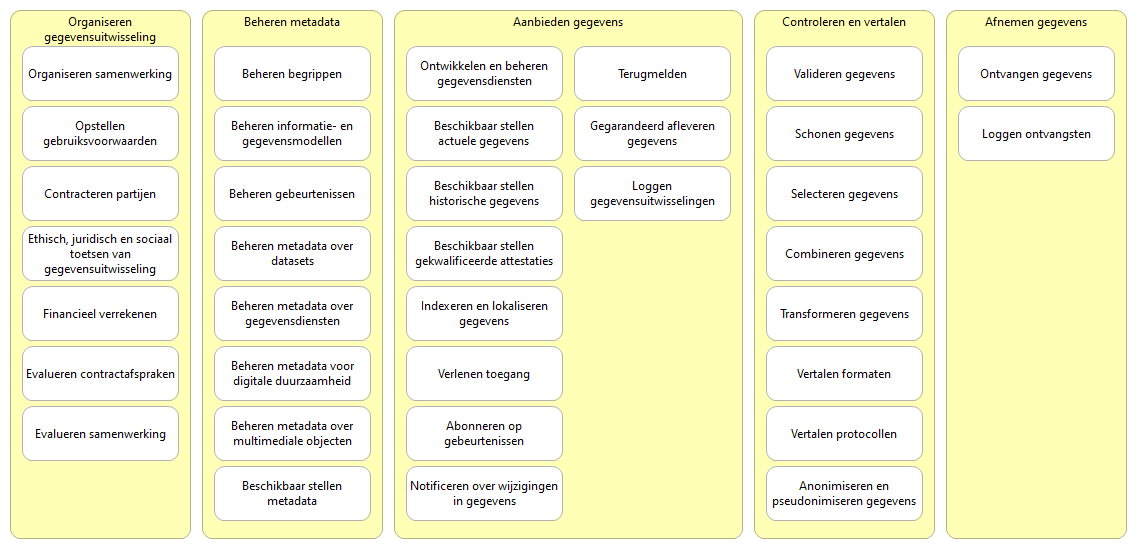 Organiseren
gegevensuitwisseling
Organiseren samenwerking
Opstellen
gebruiksvoorwaarden
Contracteren partijen
Ethisch, juridisch en sociaal
toetsen van
gegevensuitwisseling
Financieel verrekenen
Evalueren contractafspraken
Evalueren samenwerking
Beheren metadata
Beheren begrippen
Beheren informatie- en
gegevensmodellen
Beheren gebeurtenissen
Beheren metadata over
datasets
Beheren metadata over
gegevensdiensten
Beheren metadata voor
digitale duurzaamheid
Beheren metadata over
multimediale objecten
Beschikbaar stellen
metadata
Aanbieden gegevens
Ontwikkelen en beheren
gegevensdiensten
Beschikbaar stellen
actuele gegevens
Beschikbaar stellen
historische gegevens
Beschikbaar stellen
gekwalificeerde attestaties
Indexeren en lokaliseren
gegevens
Verlenen toegang
Abonneren op
gebeurtenissen
Notificeren over wijzigingen
in gegevens
Terugmelden
Gegarandeerd afleveren
gegevens
Loggen
gegevensuitwisselingen
Controleren en vertalen
Valideren gegevens
Schonen gegevens
Selecteren gegevens
Combineren gegevens
Transformeren gegevens
Vertalen formaten
Vertalen protocollen
Anonimiseren en
pseudonimiseren gegevens
Afnemen gegevens
Ontvangen gegevens
Loggen ontvangsten